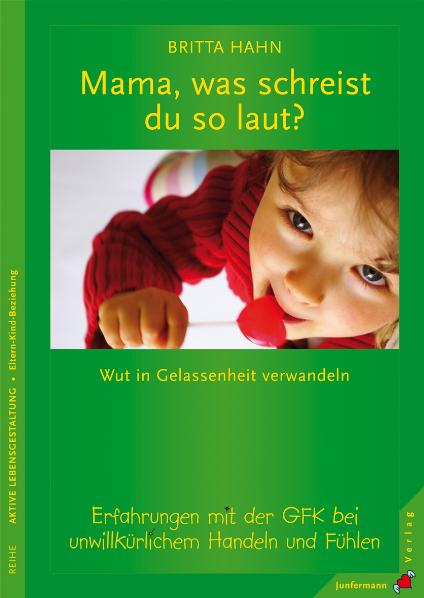 BRITTA HAHN
Mama, was schreist
du so laut?
Wut in Gelassenheit verwandeln
Erfahrungen mit der GFK bei
unwillkürlichem Handeln und Fühlen
REIHE AKTIVE LEBENSGESTALTUNG • Eltern-Kind-Beziehung
Junfermann
Verlag